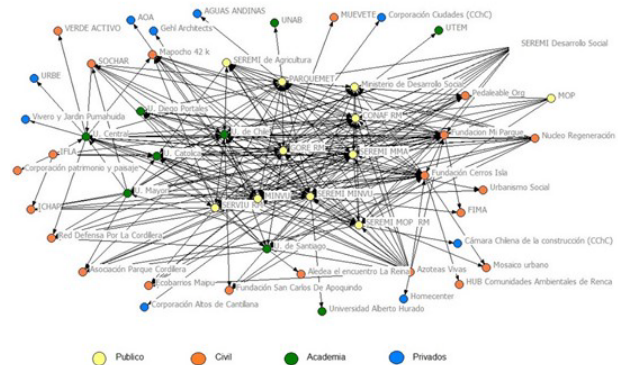 AGUAS ANDINAS
AOA
UNAB
MUEVETE
Corporación Ciudades (CChC)
VERDE ACTIVO
Gehl Architects
UTEM
SEREMI Desarrollo Social
Mapocho 42 k
SOCHAR
SEREMI de Agricultura
URBE
PARQUEMET
Ministerio de Desarrollo Social
Pedaleable.Org
MOP
U. Diego Portales
Vivero y Jardin Pumahuida
CONAF RM
U. Central
U. de Chile
Fundacion Mi Parque
Nucleo Regeneración
IFLA
U. Catolica
GORE RM
SEREMI MMA
Corporación patrimonio y paisaje
Fundación Cerros Isla
U. Mayor
Urbanismo Social
MINVU
SEREMI MINVU
ICHAP
SERVIU RM
FIMA
SEREMI MOP RM
Red Defensa Por La Cordillera
Cámara Chilena de la construcción (CChC)
U. de Santiago
Asociación Parque Cordillera
Aledea el encuentro La Reina
Azoteas Vivas
Mosaico urbano
Ecobarrios Maipu
Fundación San Carlos De Apoqundo
HUB Comunidades Ambientales de Renca
Corporación Altos de Cantillana
Homecenter
Universidad Alberto Hurado
Publico Civil Academia Privados